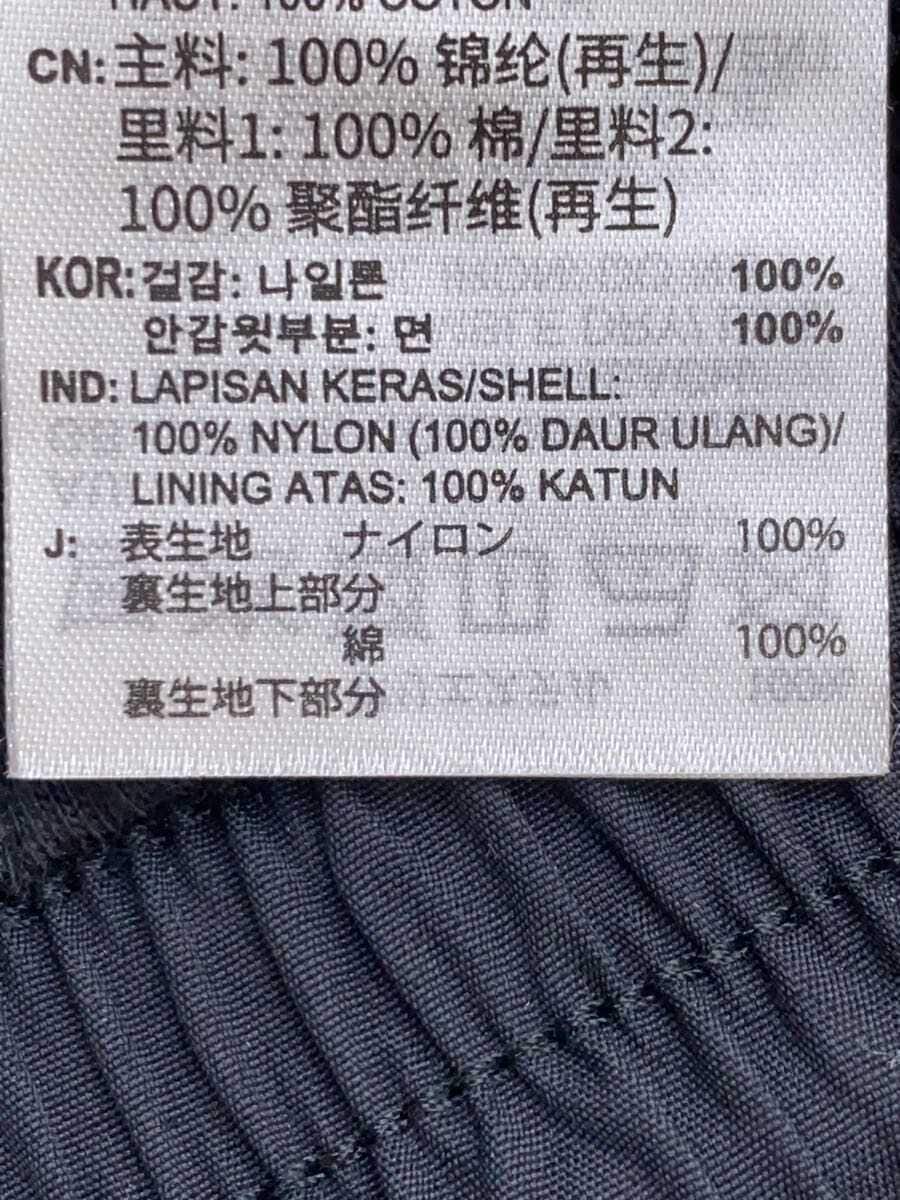 HAUT: 100% COTON
CN: 主料: 100% 锦纶(再生)/
里料1: 100% 棉/里料2:
100% 聚酯纤维(再生)
KOR: 겉감: 나일론 100%
안감윗부분: 면 100%
IND: LAPISAN KERAS/SHELL:
100% NYLON (100% DAUR ULANG)/
LINING ATAS: 100% KATUN
J: 表生地 ナイロン 100%
裏生地上部分
綿 100%
裏生地下部分